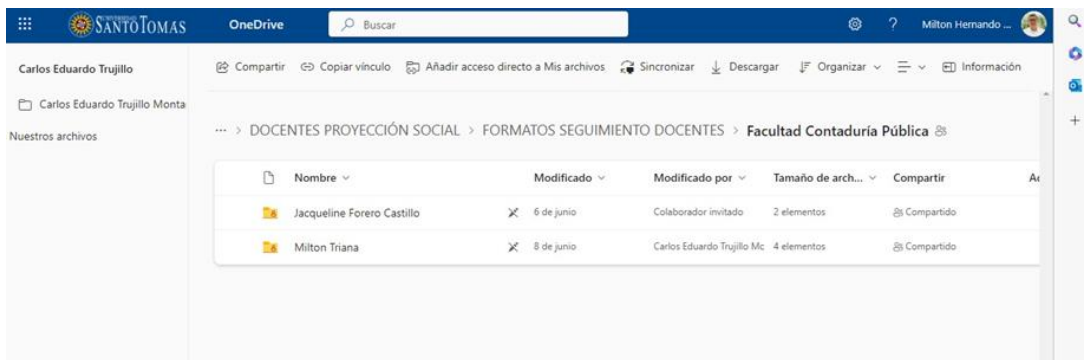 UNIVERSIDAD
SANTO TOMAS OneDrive Buscar ? Milton Hernando ...
Carlos Eduardo Trujillo
Carlos Eduardo Trujillo Monta
Nuestros archivos
Compartir Copiar vínculo Añadir acceso directo a Mis archivos Sincronizar Descargar Organizar Información
... > DOCENTES PROYECCIÓN SOCIAL > FORMATOS SEGUIMIENTO DOCENTES > Facultad Contaduría Pública
Nombre Modificado Modificado por Tamaño de arch... Compartir Ac
Jacqueline Forero Castillo 6 de junio Colaborador invitado 2 elementos Compartido
Milton Triana 8 de junio Carlos Eduardo Trujillo Mc 4 elementos Compartido